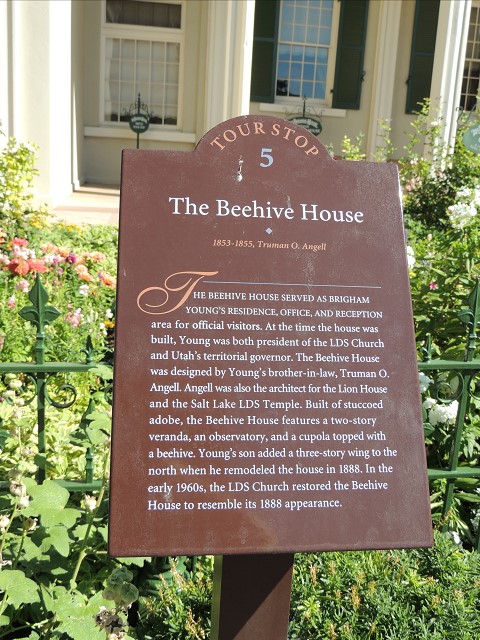 TOUR STOP
5
The Beehive House
1853-1855, Truman O. Angell
The Beehive House served as Brigham
Young's residence, office, and reception
area for official visitors. At the time the house was
built, Young was both president of the LDS Church
and Utah's territorial governor. The Beehive House
was designed by Young's brother-in-law, Truman O.
Angell. Angell was also the architect for the Lion House
and the Salt Lake LDS Temple. Built of stuccoed
adobe, the Beehive House features a two-story
veranda, an observatory, and a cupola topped with
a beehive. Young's son added a three-story wing to the
north when he remodeled the house in 1888. In the
early 1960s, the LDS Church restored the Beehive
House to resemble its 1888 appearance.